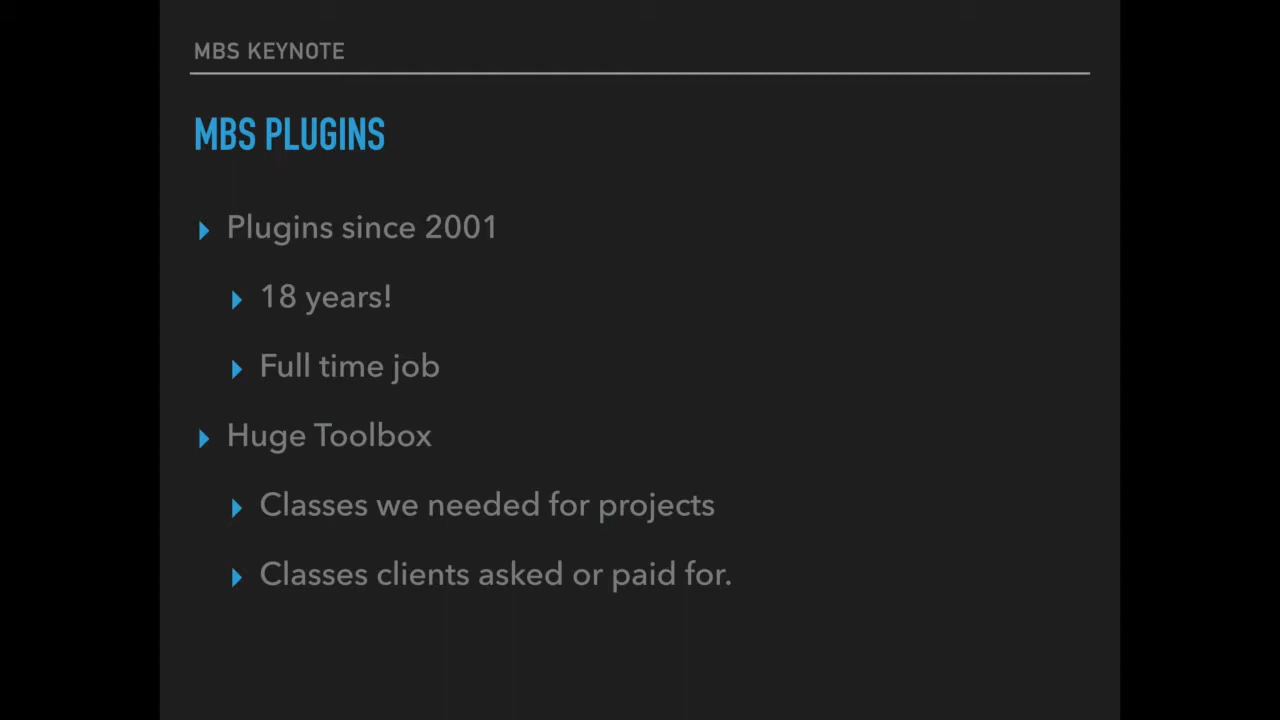 MBS KEYNOTE
MBS PLUGINS
Plugins since 2001
18 years!
Full time job
Huge Toolbox
Classes we needed for projects
Classes clients asked or paid for.